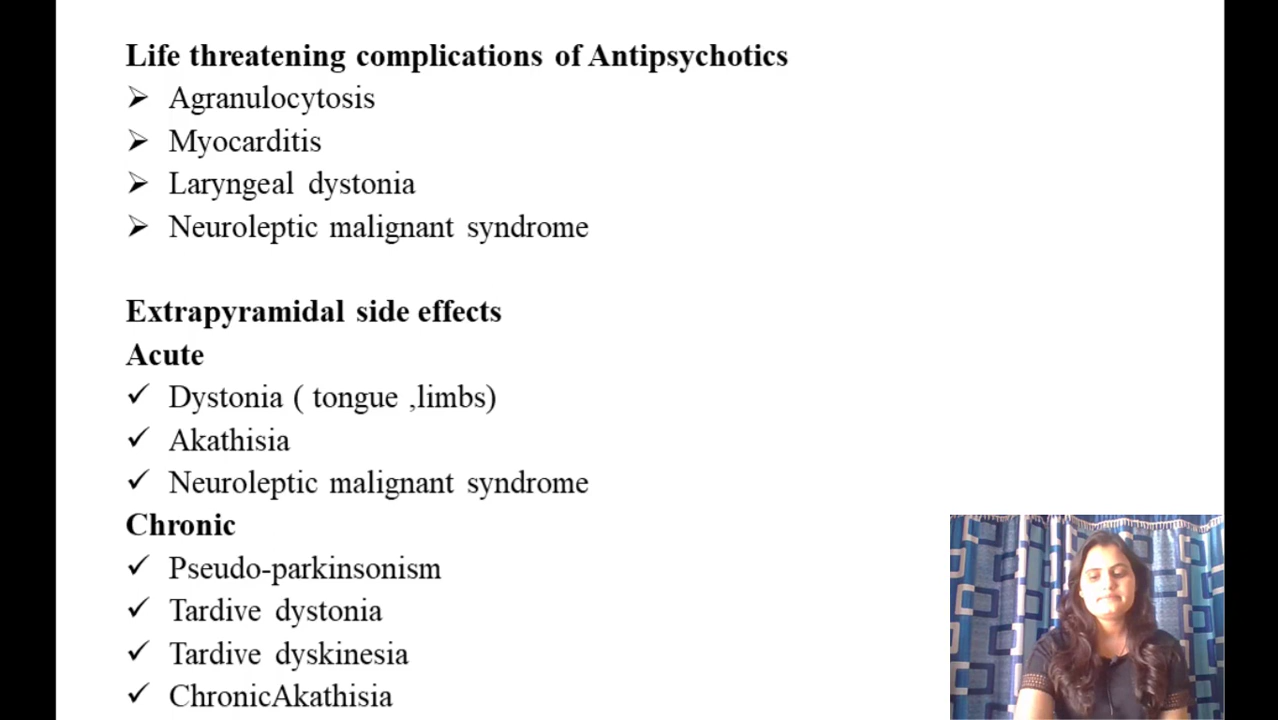 Life threatening complications of Antipsychotics
➢ Agranulocytosis
➢ Myocarditis
➢ Laryngeal dystonia
➢ Neuroleptic malignant syndrome
Extrapyramidal side effects
Acute
✓ Dystonia ( tongue ,limbs)
✓ Akathisia
✓ Neuroleptic malignant syndrome
Chronic
✓ Pseudo-parkinsonism
✓ Tardive dystonia
✓ Tardive dyskinesia
✓ ChronicAkathisia